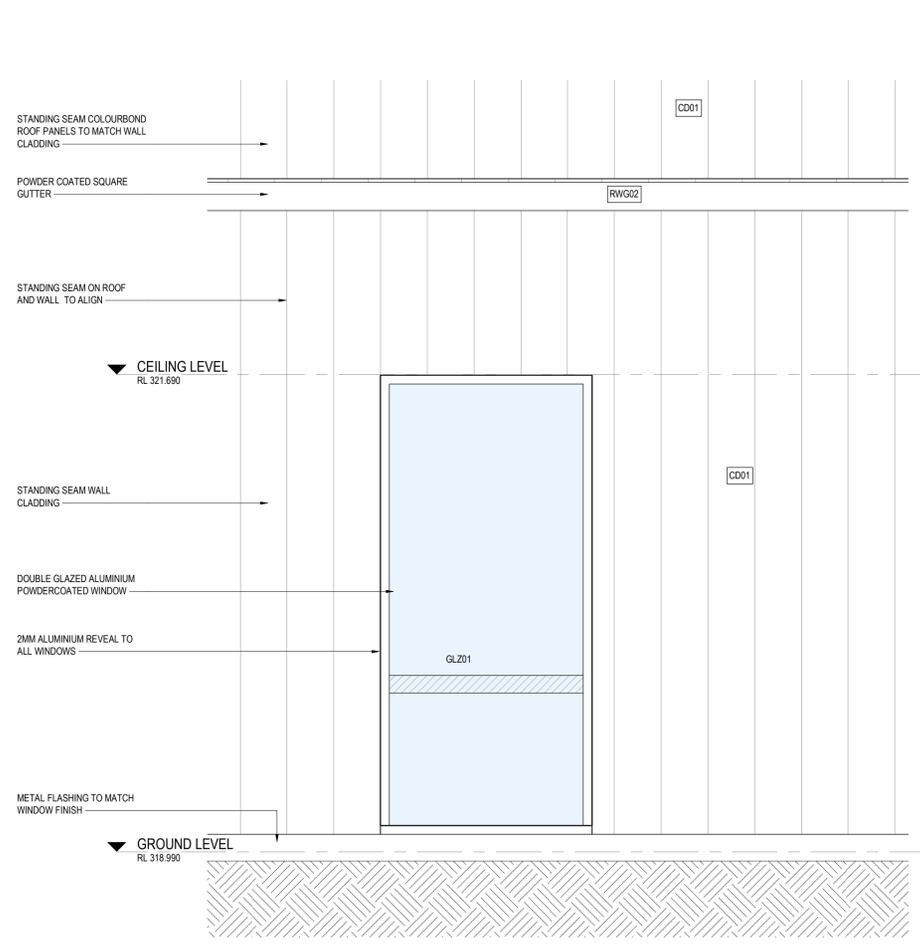 CD01
STANDING SEAM COLOURBOND
ROOF PANELS TO MATCH WALL
CLADDING
POWDER COATED SQUARE
GUTTER
RWG02
STANDING SEAM ON ROOF
AND WALL TO ALIGN
CEILING LEVEL
RL 321.690
CD01
STANDING SEAM WALL
CLADDING
DOUBLE GLAZED ALUMINIUM
POWDERCOATED WINDOW
2MM ALUMINIUM REVEAL TO
ALL WINDOWS
GLZ01
METAL FLASHING TO MATCH
WINDOW FINISH
GROUND LEVEL
RL 318.990